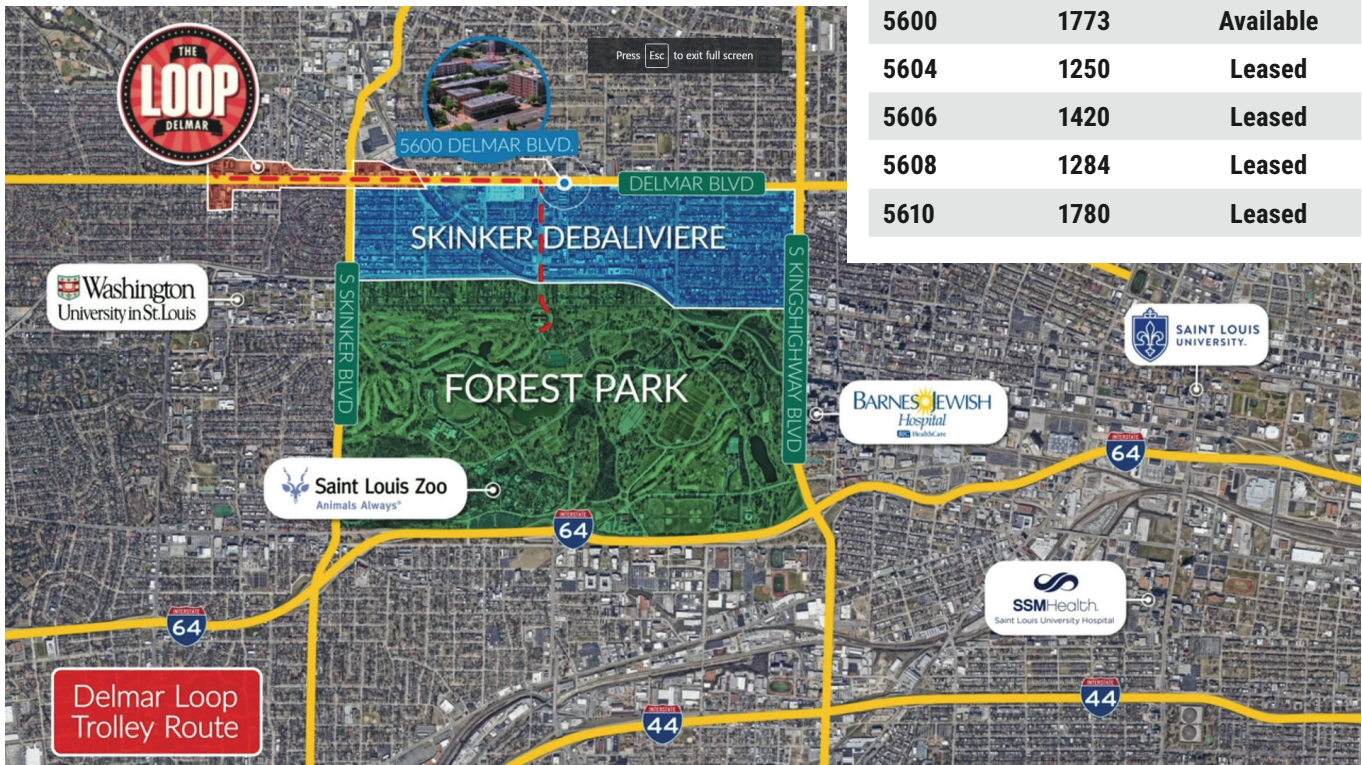 THE
LOOP
DELMAR
Press Esc to exit full screen
5600 DELMAR BLVD.
DELMAR BLVD
SKINKER DEBALIVIERE
Washington
University in St.Louis
S SKINKER BLVD
S KINGSHIGHWAY BLVD
FOREST PARK
SAINT LOUIS
UNIVERSITY.
BARNES JEWISH
Hospital
BJC HealthCare
Saint Louis Zoo
Animals Always®
INTERSTATE
64
INTERSTATE
64
INTERSTATE
64
SSMHealth.
Saint Louis University Hospital
Delmar Loop
Trolley Route
INTERSTATE
44
INTERSTATE
44
5600 1773 Available
5604 1250 Leased
5606 1420 Leased
5608 1284 Leased
5610 1780 Leased